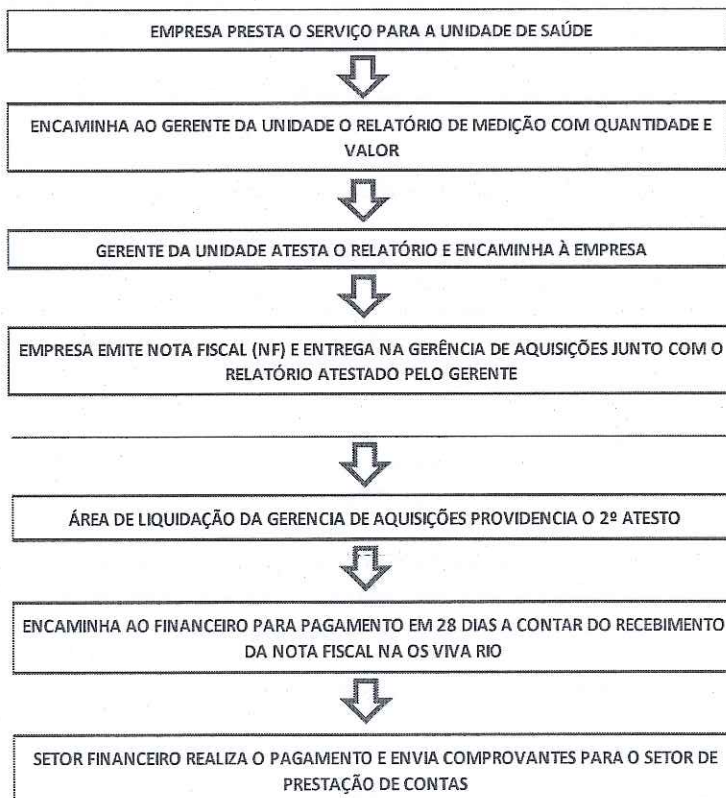 EMPRESA PRESTA O SERVIÇO PARA A UNIDADE DE SAÚDE
ENCAMINHA AO GERENTE DA UNIDADE O RELATÓRIO DE MEDIÇÃO COM QUANTIDADE E
VALOR
GERENTE DA UNIDADE ATESTA O RELATÓRIO E ENCAMINHA À EMPRESA
EMPRESA EMITE NOTA FISCAL (NF) E ENTREGA NA GERÊNCIA DE AQUISIÇÕES JUNTO COM O
RELATÓRIO ATESTADO PELO GERENTE
ÁREA DE LIQUIDAÇÃO DA GERENCIA DE AQUISIÇÕES PROVIDENCIA O 2º ATESTO
ENCAMINHA AO FINANCEIRO PARA PAGAMENTO EM 28 DIAS A CONTAR DO RECEBIMENTO
DA NOTA FISCAL NA OS VIVA RIO
SETOR FINANCEIRO REALIZA O PAGAMENTO E ENVIA COMPROVANTES PARA O SETOR DE
PRESTAÇÃO DE CONTAS